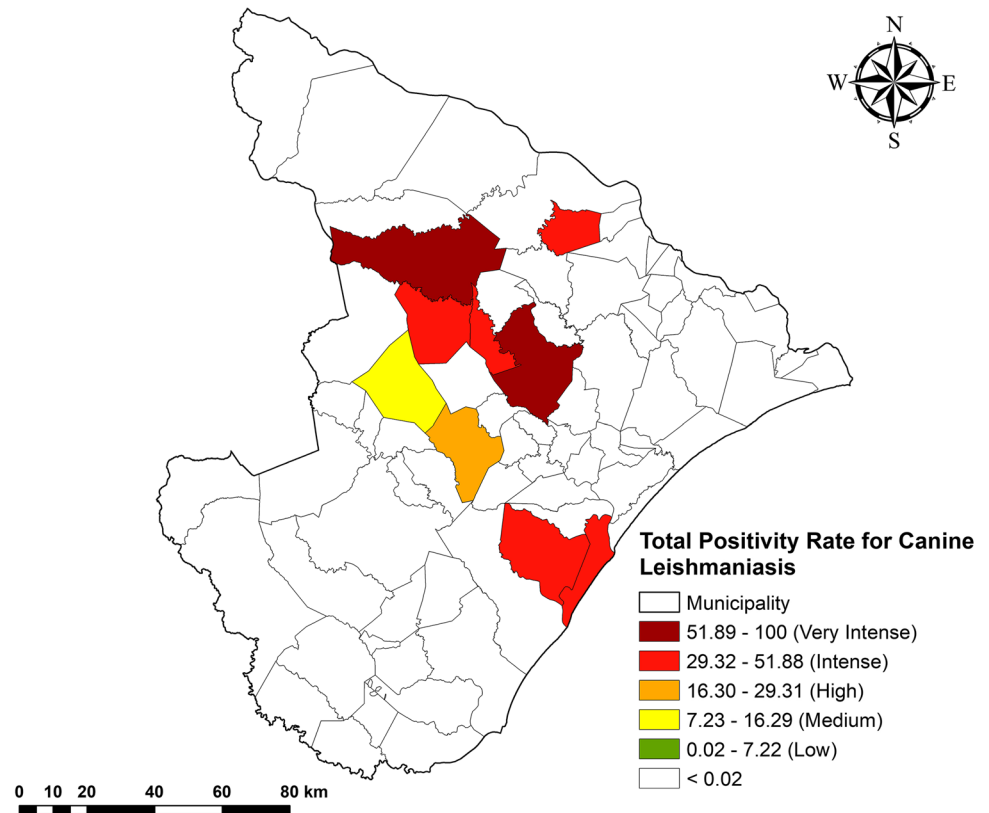 N
W E
S
Total Positivity Rate for Canine
Leishmaniasis
Municipality
51.89 - 100 (Very Intense)
29.32 - 51.88 (Intense)
16.30 - 29.31 (High)
7.23 - 16.29 (Medium)
0.02 - 7.22 (Low)
< 0.02
0 10 20 40 60 80 km